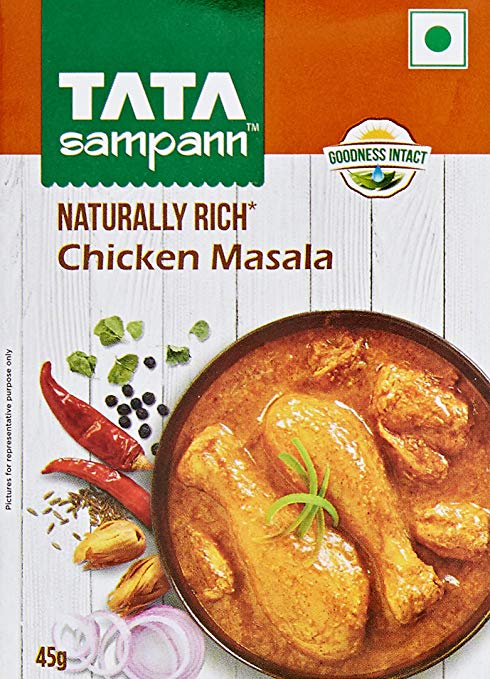 TATA
sampann™
GOODNESS INTACT
NATURALLY RICH*
Chicken Masala
Pictures for representative purpose only
45g